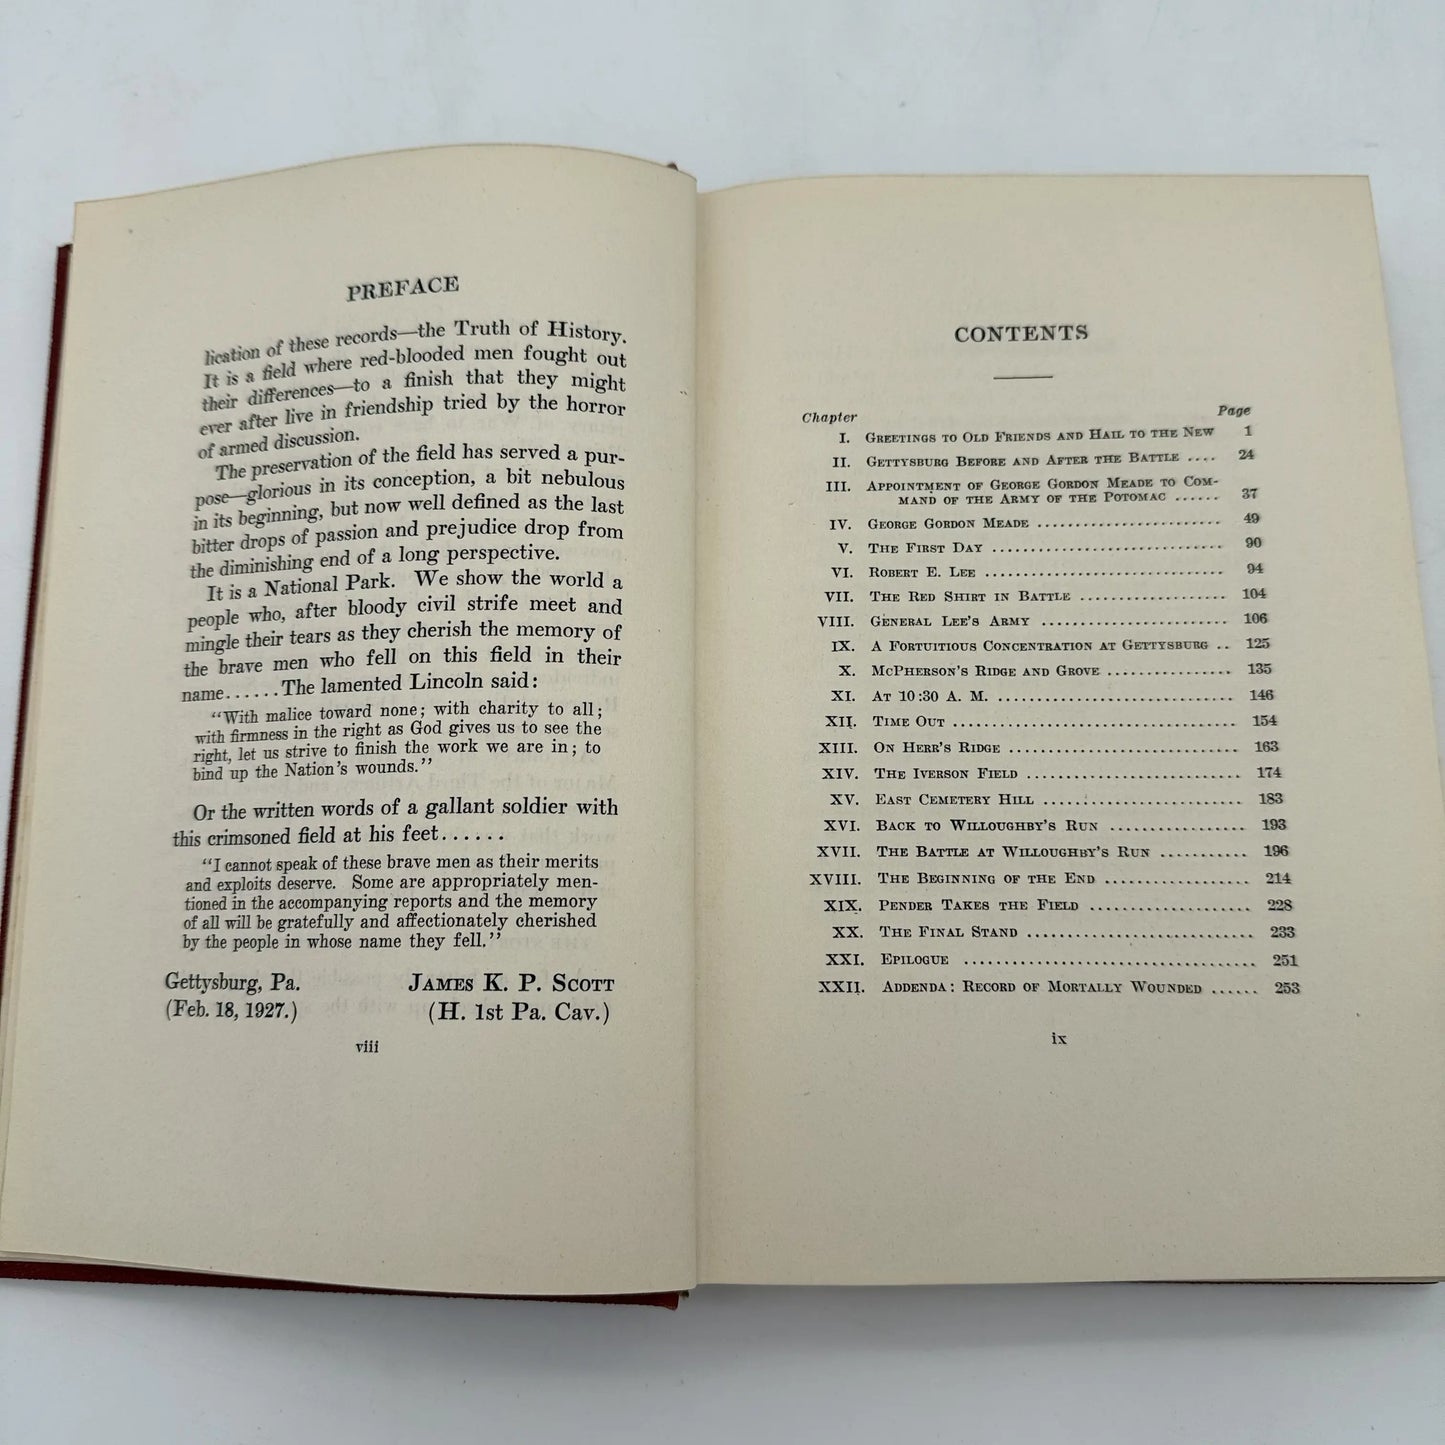 PREFACE
lication of these records—the Truth of History.
It is a field where red-blooded men fought out
their differences—to a finish that they might
ever after live in friendship tried by the horror
of armed discussion.
The preservation of the field has served a pur-
pose—glorious in its conception, a bit nebulous
in its beginning, but now well defined as the last
bitter drops of passion and prejudice drop from
the diminishing end of a long perspective.
It is a National Park. We show the world a
people who, after bloody civil strife meet and
mingle their tears as they cherish the memory of
the brave men who fell on this field in their
name......The lamented Lincoln said:
"With malice toward none; with charity to all;
with firmness in the right as God gives us to see the
right, let us strive to finish the work we are in; to
bind up the Nation's wounds."
Or the written words of a gallant soldier with
this crimsoned field at his feet......
"I cannot speak of these brave men as their merits
and exploits deserve. Some are appropriately men-
tioned in the accompanying reports and the memory
of all will be gratefully and affectionately cherished
by the people in whose name they fell."
Gettysburg, Pa. JAMES K. P. SCOTT
(Feb. 18, 1927.) (H. 1st Pa. Cav.)
viii
CONTENTS
Chapter Page
I. GREETINGS TO OLD FRIENDS AND HAIL TO THE NEW 1
II. GETTYSBURG BEFORE AND AFTER THE BATTLE .... 24
III. APPOINTMENT OF GEORGE GORDON MEADE TO COM-
MAND OF THE ARMY OF THE POTOMAC ...... 37
IV. GEORGE GORDON MEADE ........................ 49
V. THE FIRST DAY .............................. 90
VI. ROBERT E. LEE .............................. 94
VII. THE RED SHIRT IN BATTLE .................. 104
VIII. GENERAL LEE'S ARMY ........................ 106
IX. A FORTUITIOUS CONCENTRATION AT GETTYSBURG .. 125
X. MCPHERSON'S RIDGE AND GROVE ............... 135
XI. AT 10:30 A. M. .............................. 146
XII. TIME OUT .................................... 154
XIII. ON HERR'S RIDGE ............................ 163
XIV. THE IVERSON FIELD .......................... 174
XV. EAST CEMETERY HILL ........................ 183
XVI. BACK TO WILLOUGHBY'S RUN ................. 193
XVII. THE BATTLE AT WILLOUGHBY'S RUN ........... 196
XVIII. THE BEGINNING OF THE END .................. 214
XIX. PENDER TAKES THE FIELD .................... 228
XX. THE FINAL STAND ............................ 233
XXI. EPILOGUE .................................... 251
XXII. ADDENDA: RECORD OF MORTALLY WOUNDED ...... 253
ix